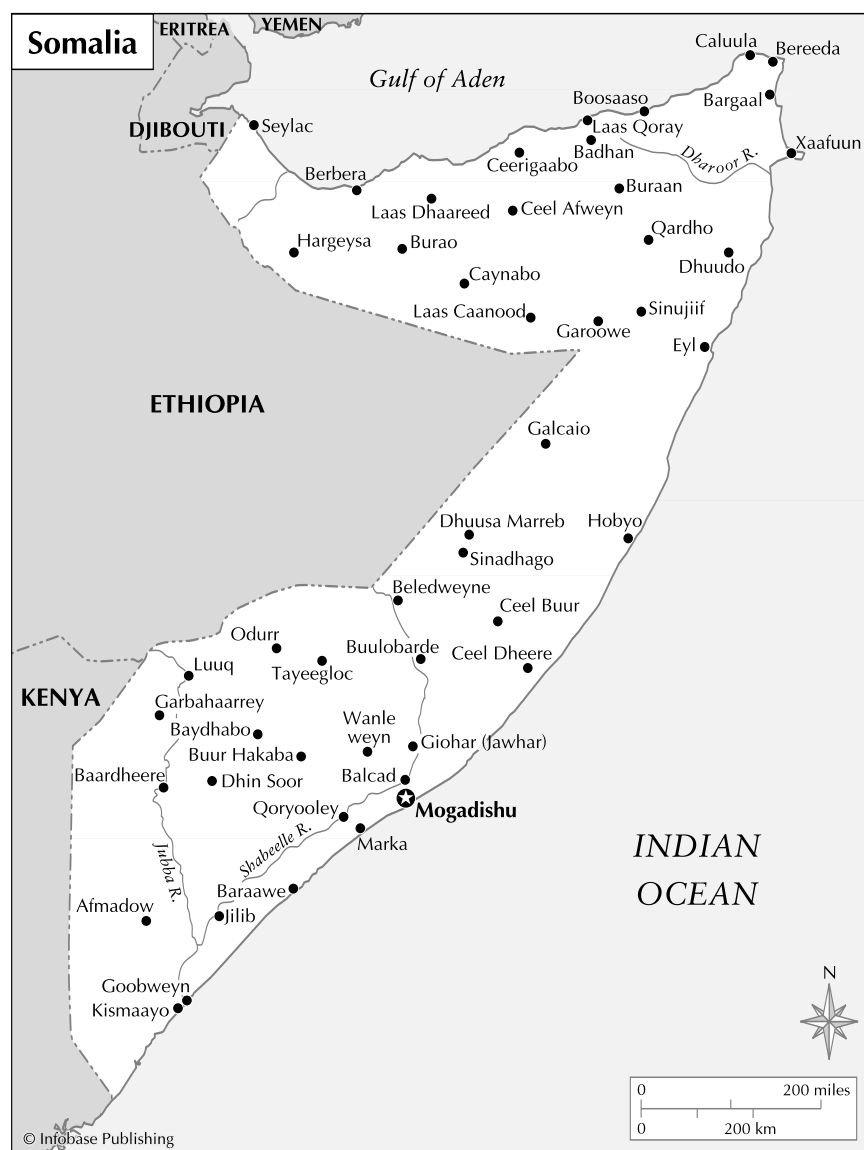 Somalia
ERITREA
YEMEN
Caluula
Bereeda
Gulf of Aden
Boosaaso
Bargaal
DJIBOUTI
Seylac
Laas Qoray
Badhan
Dharoor R.
Xaafuun
Ceerigaabo
Berbera
Buraan
Laas Dhaareed
Ceel Afweyn
Hargeysa
Burao
Qardho
Dhuudo
Caynabo
Laas Caanood
Sinujiif
Garoowe
Eyl
ETHIOPIA
Galcaio
Dhuusa Marreb
Hobyo
Sinadhago
Beledweyne
Ceel Buur
Odurr
Buulobarde
Ceel Dheere
Luuq
Tayeegloc
KENYA
Garbahaarrey
Baydhabo
Wanle
weyn
Giohar (Jawhar)
Buur Hakaba
Baardheere
Dhin Soor
Balcad
Qoryooley
Mogadishu
Marka
Shabeelle R.
Jubba R.
INDIAN
OCEAN
Baraawe
Afmadow
Jilib
Goobweyn
Kismaayo
N
0 200 miles
0 200 km
© Infobase Publishing